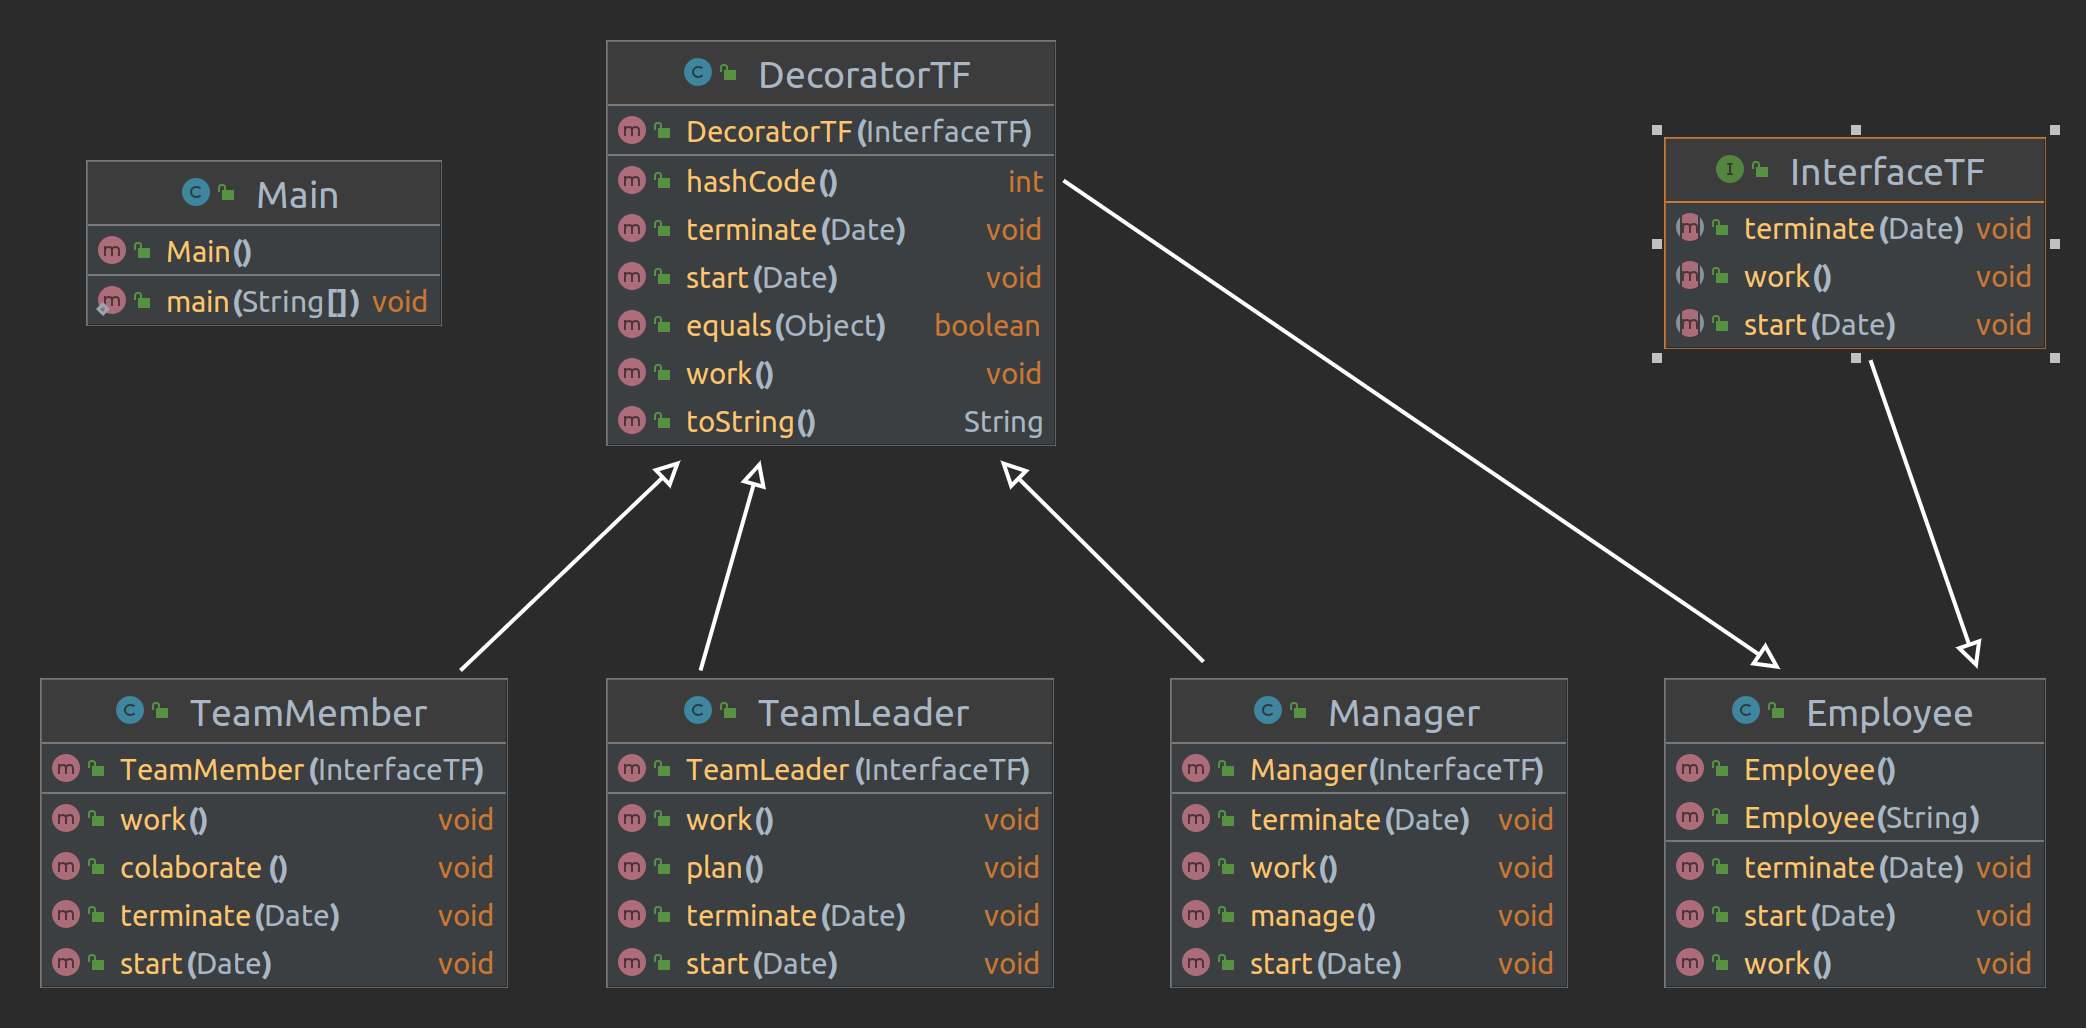 Main
Main()
main(String[]) void
DecoratorTF
DecoratorTF(InterfaceTF)
hashCode() int
terminate(Date) void
start(Date) void
equals(Object) boolean
work() void
toString() String
InterfaceTF
terminate(Date) void
work() void
start(Date) void
TeamMember
TeamMember(InterfaceTF)
work() void
colaborate () void
terminate(Date) void
start(Date) void
TeamLeader
TeamLeader(InterfaceTF)
work() void
plan() void
terminate(Date) void
start(Date) void
Manager
Manager(InterfaceTF)
terminate(Date) void
work() void
manage() void
start(Date) void
Employee
Employee()
Employee(String)
terminate(Date) void
start(Date) void
work() void